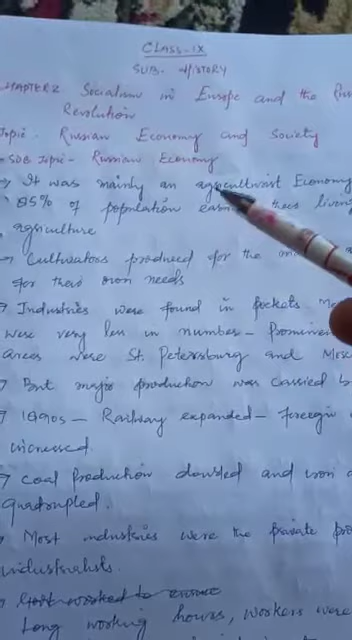 CLASS-IX
SUB- HISTORY
CHAPTER 2 Socialism in Europe and the
Revolution
Topic- Russian Economy and Society
SUB Topic- Russian Economy
→ It was mainly an Economy
85% of population living
agriculture
Cultivators produced for the
for their own needs
→ Industries were found in pockets
were very less in number- Prominent
areas were St. Petersburg and
→ But major production was carried
→ 1890s- Railway expanded- foreign
increased.
→ Coal production doubled and iron
quadrupled.
→ Most industries were the private
industrialists.
→
Long working hours, workers were